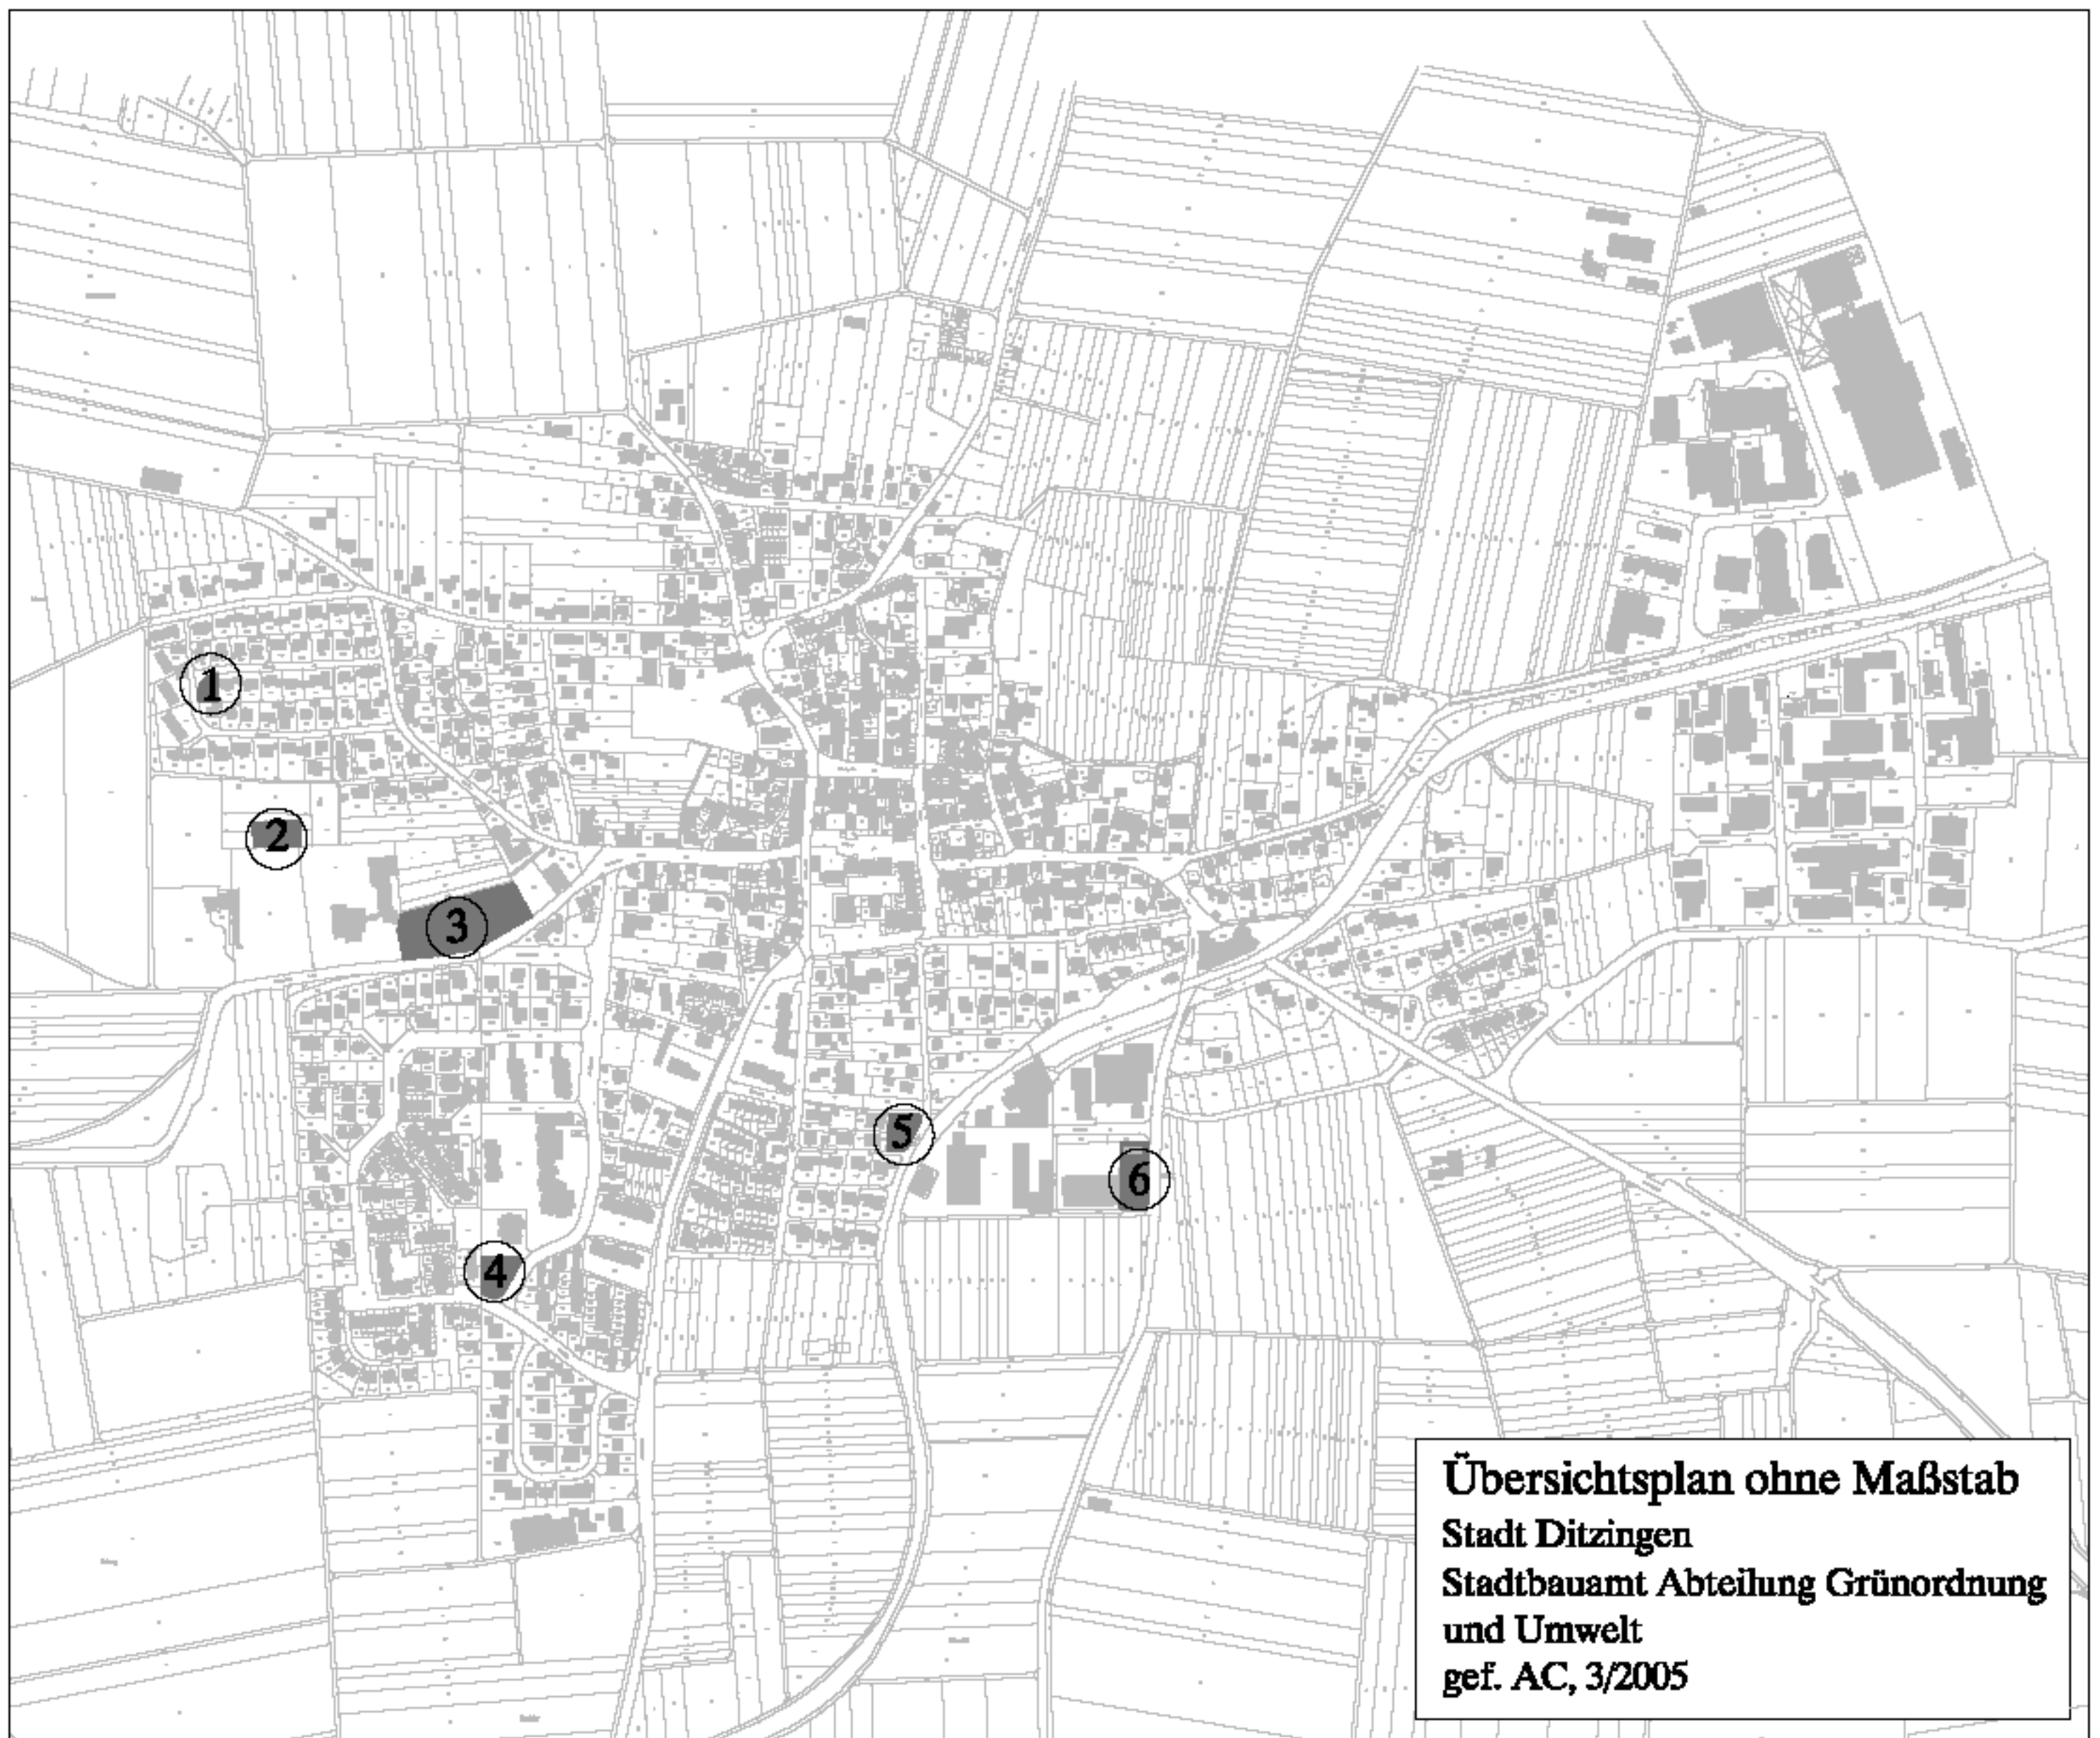 1
2
3
5
6
4
Übersichtsplan ohne Maßstab
Stadt Ditzingen
Stadtbauamt Abteilung Grünordnung
und Umwelt
gef. AC, 3/2005